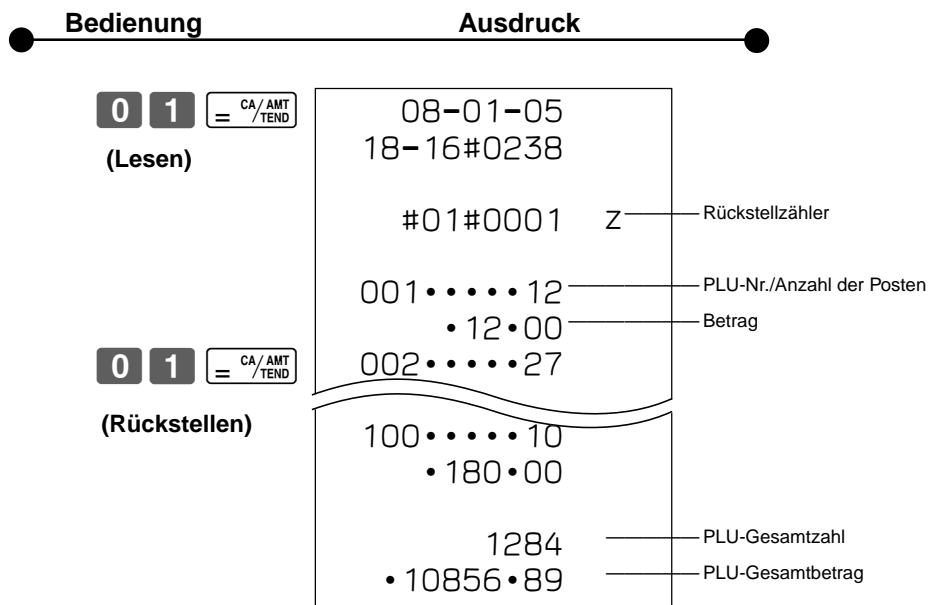 Bedienung Ausdruck
0 1 = CA/AMT/TEND
(Lesen)
08-01-05
18-16#0238
#01#0001 Z Rückstellzähler
001•••••12 PLU-Nr./Anzahl der Posten
•12•00 Betrag
0 1 = CA/AMT/TEND
002•••••27
(Rückstellen)
100•••••10
•180•00
1284 PLU-Gesamtzahl
•10856•89 PLU-Gesamtbetrag